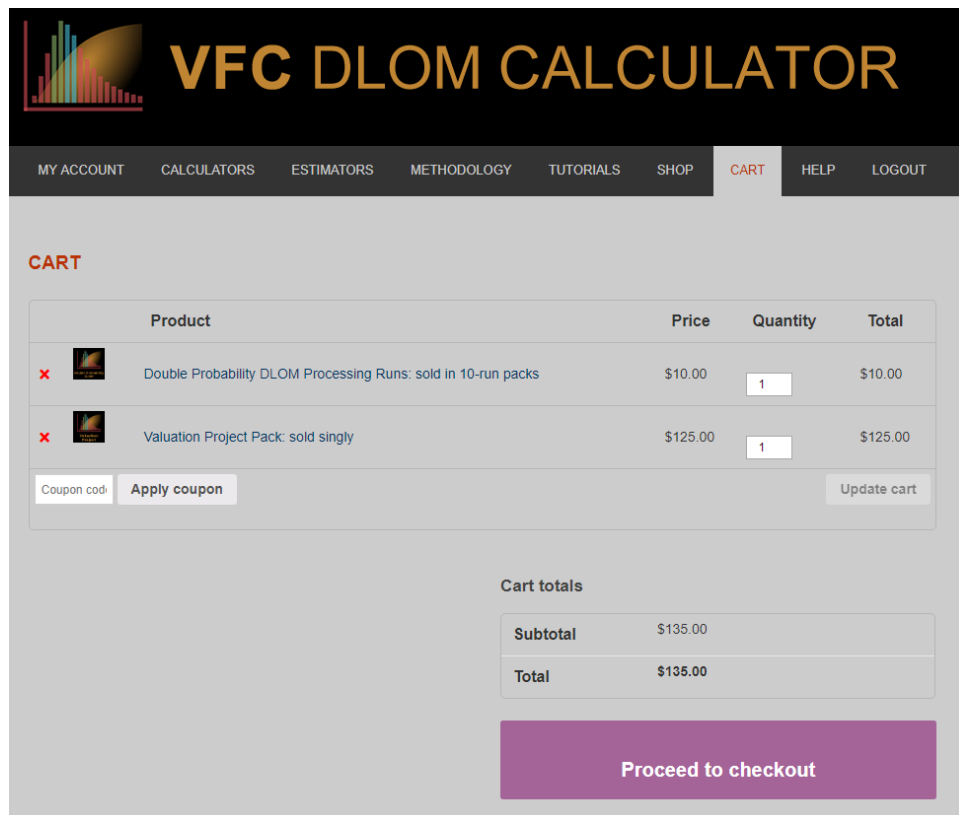 VFC DLOM CALCULATOR
MY ACCOUNT CALCULATORS ESTIMATORS METHODOLOGY TUTORIALS SHOP CART HELP LOGOUT
CART
Product Price Quantity Total
× Double Probability DLOM Processing Runs: sold in 10-run packs $10.00 1 $10.00
× Valuation Project Pack: sold singly $125.00 1 $125.00
Coupon code Apply coupon Update cart
Cart totals
Subtotal $135.00
Total $135.00
Proceed to checkout